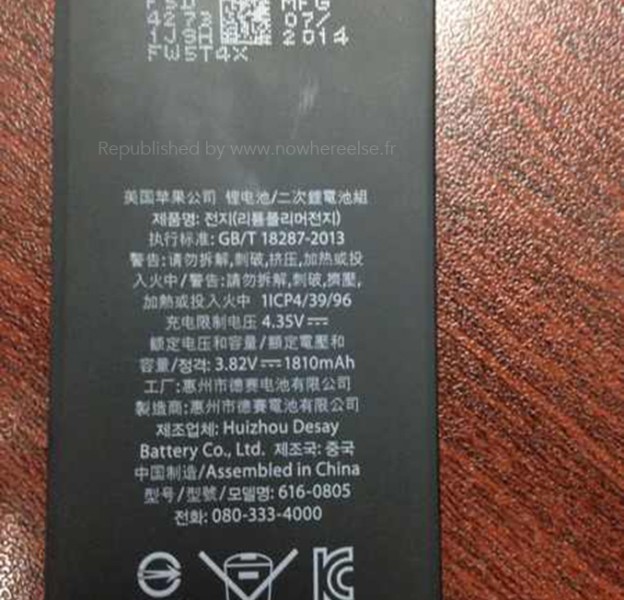 4273 07/
1J9H 2014
FW5T4X
Republished by www.nowhereelse.fr
美国苹果公司 锂电池/二次鋰電池組
제품명: 전지(리튬폴리머전지)
执行标准: GB/T 18287-2013
警告:请勿拆解,刺破,挤压,加热或投
入火中/警告:請勿拆解,刺破,擠壓,
加熱或投入火中 1ICP4/39/96
充电限制电压 4.35V⎓
额定电压和容量/額定電壓和
容量/정격: 3.82V⎓1810mAh
工厂:惠州市德赛电池有限公司
製造商:惠州市德賽電池有限公司
제조업체: Huizhou Desay
Battery Co., Ltd. 제조국: 중국
中国制造/Assembled in China
型号/型號/모델명: 616-0805
전화: 080-333-4000